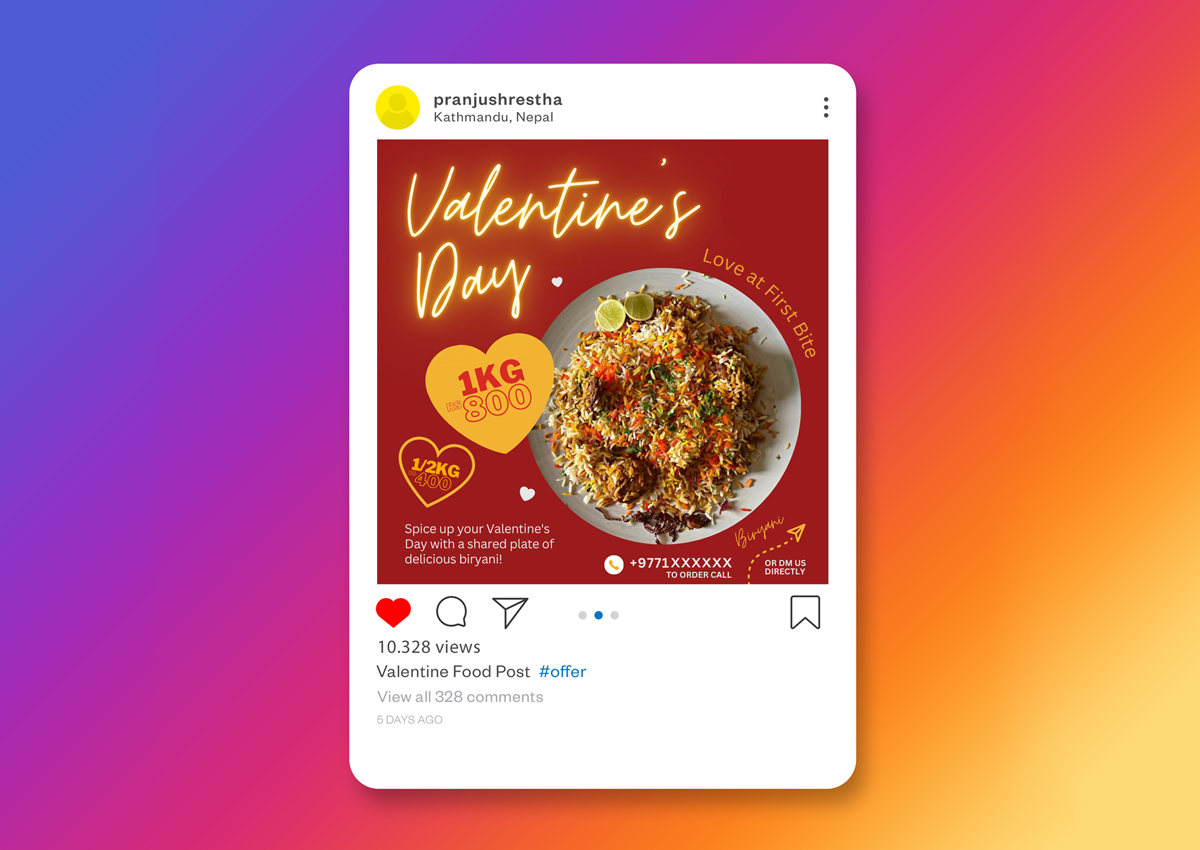 pranjushrestha
Kathmandu, Nepal
Valentine's
Day
Love at First Bite
1KG
RS 800
1/2KG
400
Spice up your Valentine's
Day with a shared plate of
delicious biryani!
Biryani
+9771XXXXXX
TO ORDER CALL
OR DM US
DIRECTLY
10.328 views
Valentine Food Post #offer
View all 328 comments
5 DAYS AGO